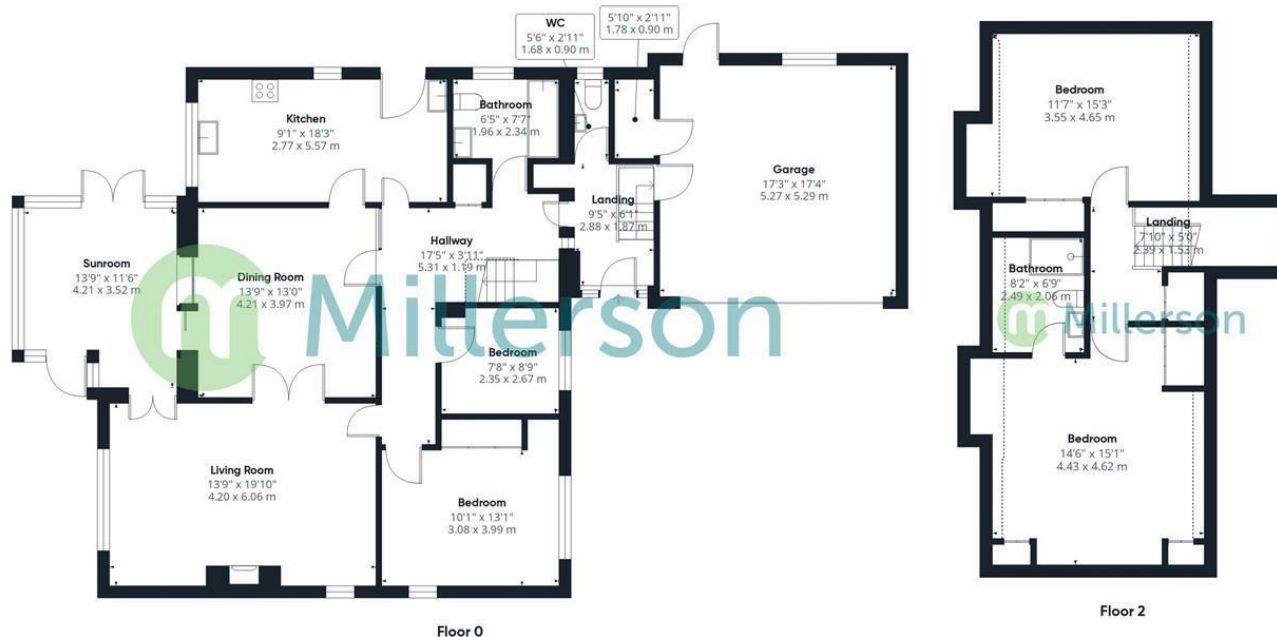 WC
5'6" x 2'11"
1.68 x 0.90 m
5'10" x 2'11"
1.78 x 0.90 m
Kitchen
9'1" x 18'3"
2.77 x 5.57 m
Bathroom
6'5" x 7'7"
1.96 x 2.34 m
Garage
17'3" x 17'4"
5.27 x 5.29 m
Landing
9'5" x 6'1"
2.88 x 1.87 m
Hallway
17'5" x 3'11"
5.31 x 1.19 m
Sunroom
13'9" x 11'6"
4.21 x 3.52 m
Dining Room
13'9" x 13'0"
4.21 x 3.97 m
Millerson
Bedroom
7'8" x 8'9"
2.35 x 2.67 m
Living Room
13'9" x 19'10"
4.20 x 6.06 m
Bedroom
10'1" x 13'1"
3.08 x 3.99 m
Floor 0
Bedroom
11'7" x 15'3"
3.55 x 4.65 m
Landing
7'10" x 5'0"
2.39 x 1.53 m
Bathroom
8'2" x 6'9"
2.49 x 2.06 m
Millerson
Bedroom
14'6" x 15'1"
4.43 x 4.62 m
Floor 2